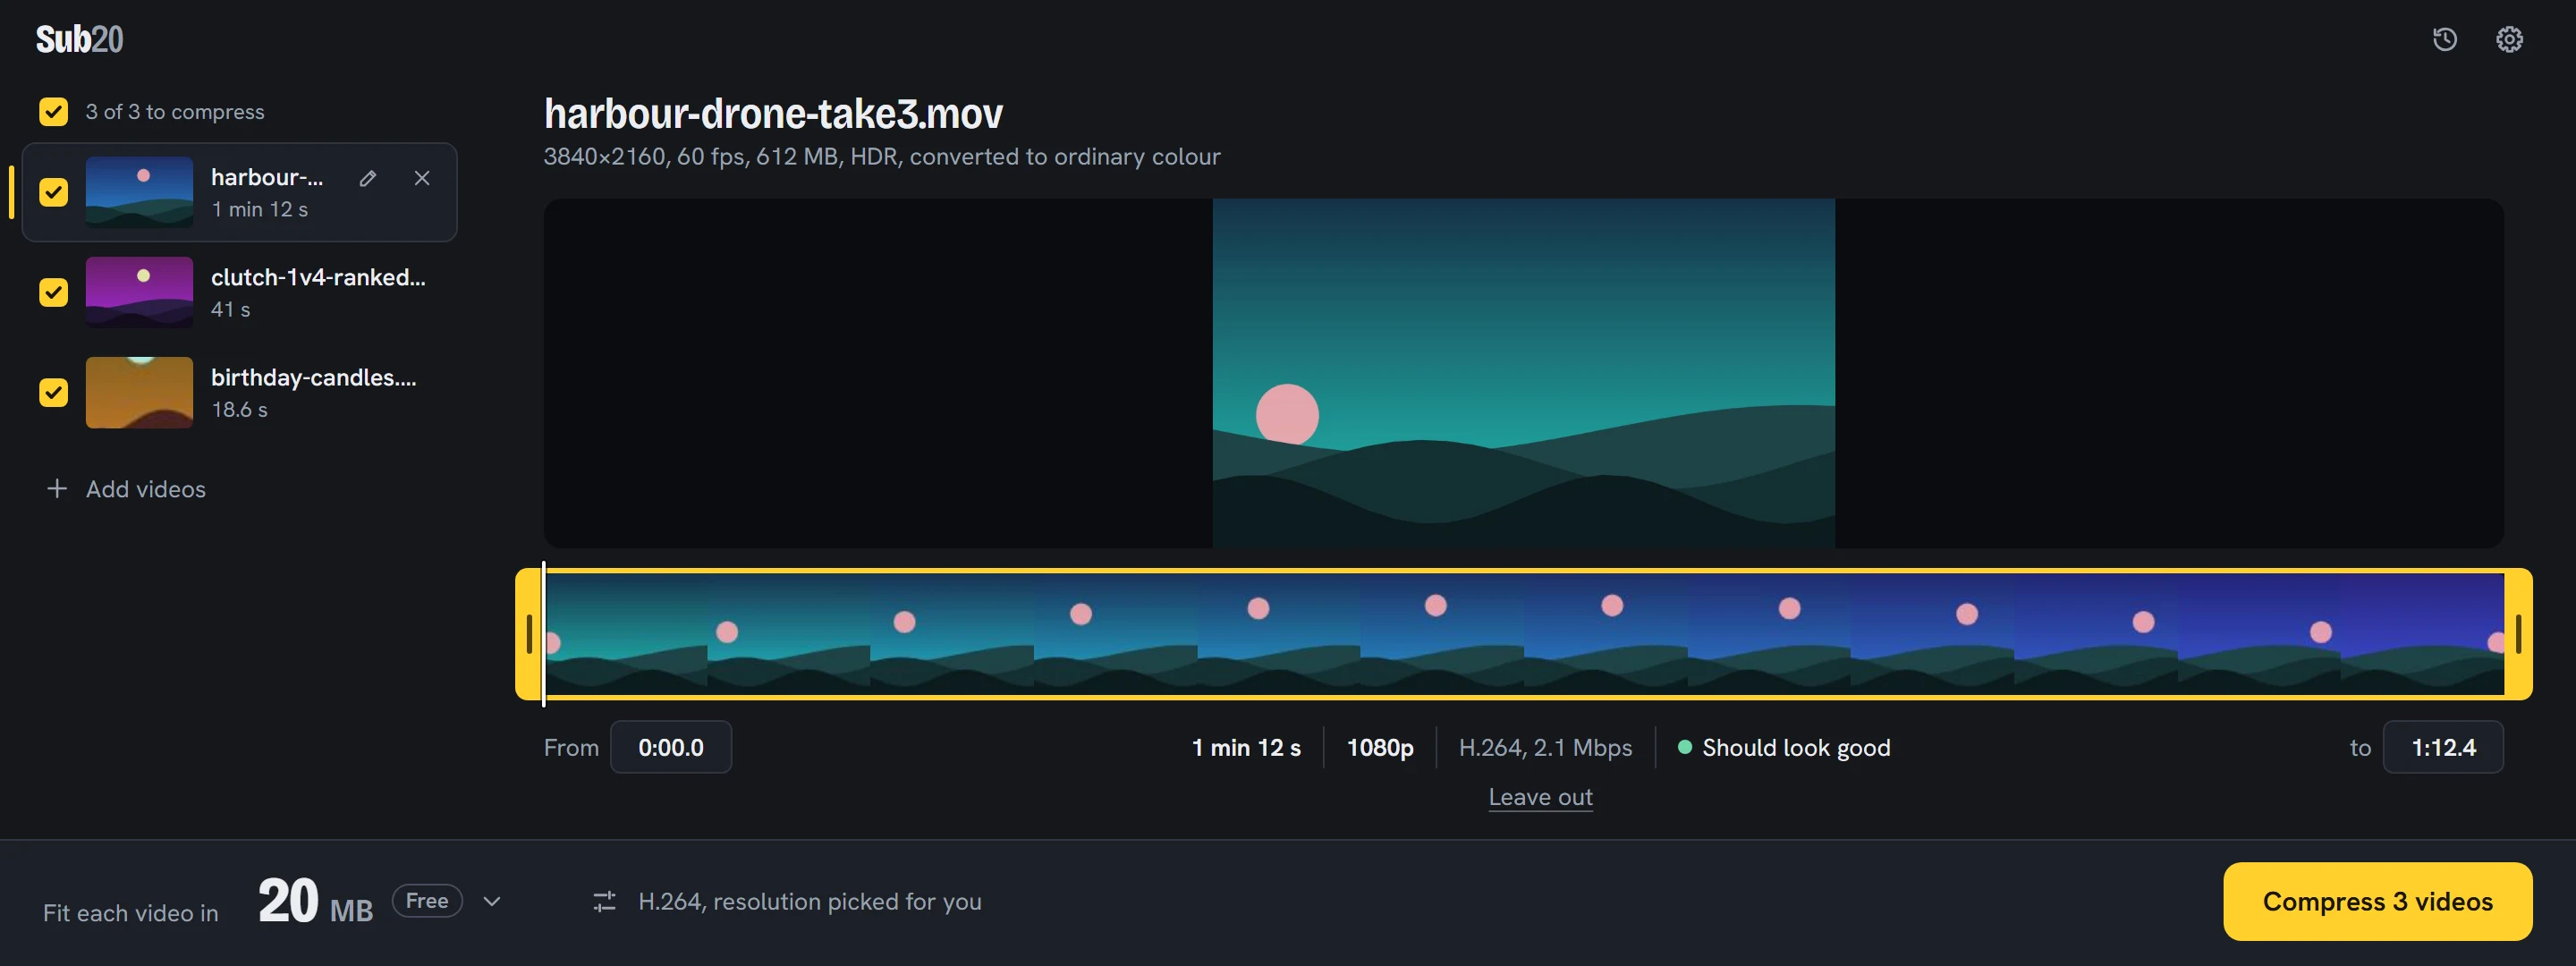 Sub20
3 of 3 to compress
harbour-...
1 min 12 s
clutch-1v4-ranked...
41 s
birthday-candles....
18.6 s
Add videos
harbour-drone-take3.mov
3840×2160, 60 fps, 612 MB, HDR, converted to ordinary colour
From 0:00.0
1 min 12 s 1080p H.264, 2.1 Mbps Should look good
to 1:12.4
Leave out
Fit each video in 20 MB Free
H.264, resolution picked for you
Compress 3 videos